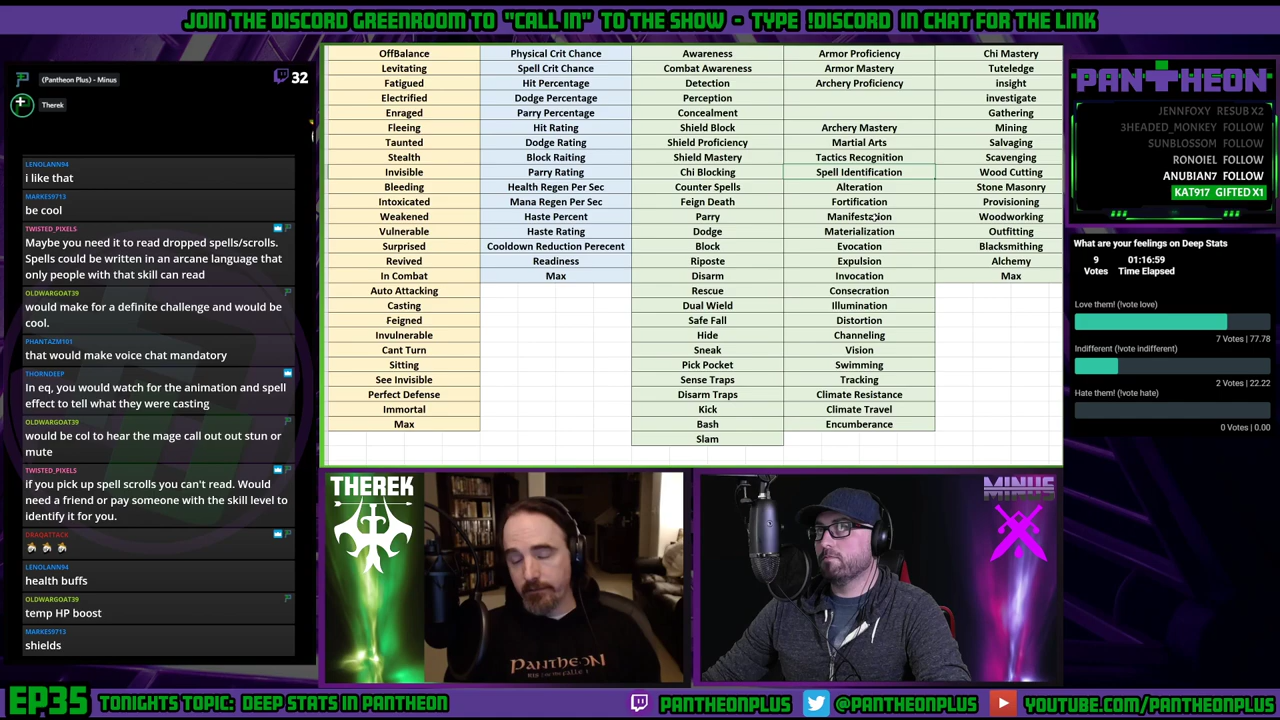 JOIN THE DISCORD GREENROOM TO "CALL IN" TO THE SHOW - TYPE !DISCORD IN CHAT FOR THE LINK
(Pantheon Plus) - Minus
32
Therek
LENOLANN94
i like that
MARKES9713
be cool
TWISTED_PIXELS
Maybe you need it to read dropped spells/scrolls.
Spells could be written in an arcane language that
only people with that skill can read
OLDWARGOAT39
would make for a definite challenge and would be
cool.
PHANTAZM101
that would make voice chat mandatory
THORNDEEP
In eq, you would watch for the animation and spell
effect to tell what they were casting
OLDWARGOAT39
would be col to hear the mage call out out stun or
mute
TWISTED_PIXELS
if you pick up spell scrolls you can't read. Would
need a friend or pay someone with the skill level to
identify it for you.
DRAQATTACK
LENOLANN94
health buffs
OLDWARGOAT39
temp HP boost
MARKES9713
shields
OffBalance Physical Crit Chance Awareness Armor Proficiency Chi Mastery
Levitating Spell Crit Chance Combat Awareness Armor Mastery Tuteledge
Fatigued Hit Percentage Detection Archery Proficiency insight
Electrified Dodge Percentage Perception investigate
Enraged Parry Percentage Concealment Gathering
Fleeing Hit Rating Shield Block Archery Mastery Mining
Taunted Dodge Rating Shield Proficiency Martial Arts Salvaging
Stealth Block Raiting Shield Mastery Tactics Recognition Scavenging
Invisible Parry Rating Chi Blocking Spell Identification Wood Cutting
Bleeding Health Regen Per Sec Counter Spells Alteration Stone Masonry
Intoxicated Mana Regen Per Sec Feign Death Fortification Provisioning
Weakened Haste Percent Parry Manifestation Woodworking
Vulnerable Haste Rating Dodge Materialization Outfitting
Surprised Cooldown Reduction Perecent Block Evocation Blacksmithing
Revived Readiness Riposte Expulsion Alchemy
In Combat Max Disarm Invocation Max
Auto Attacking Rescue Consecration
Casting Dual Wield Illumination
Feigned Safe Fall Distortion
Invulnerable Hide Channeling
Cant Turn Sneak Vision
Sitting Pick Pocket Swimming
See Invisible Sense Traps Tracking
Perfect Defense Disarm Traps Climate Resistance
Immortal Kick Climate Travel
Max Bash Encumberance
Slam
PANTHEON
JENNFOXY RESUB X2
3HEADED_MONKEY FOLLOW
SUNBLOSSOM FOLLOW
RONOIEL FOLLOW
ANUBIAN7 FOLLOW
KAT917 GIFTED X1
What are your feelings on Deep Stats
9 01:16:59
Votes Time Elapsed
Love them! (!vote love)
7 Votes | 77.78
Indifferent (!vote indifferent)
2 Votes | 22.22
Hate them! (!vote hate)
0 Votes | 0.00
THEREK
MINUS
PANTHEON
RISE OF THE FALLEN
EP35 TONIGHTS TOPIC: DEEP STATS IN PANTHEON PANTHEONPLUS @PANTHEONPLUS YOUTUBE.COM/PANTHEONPLUS